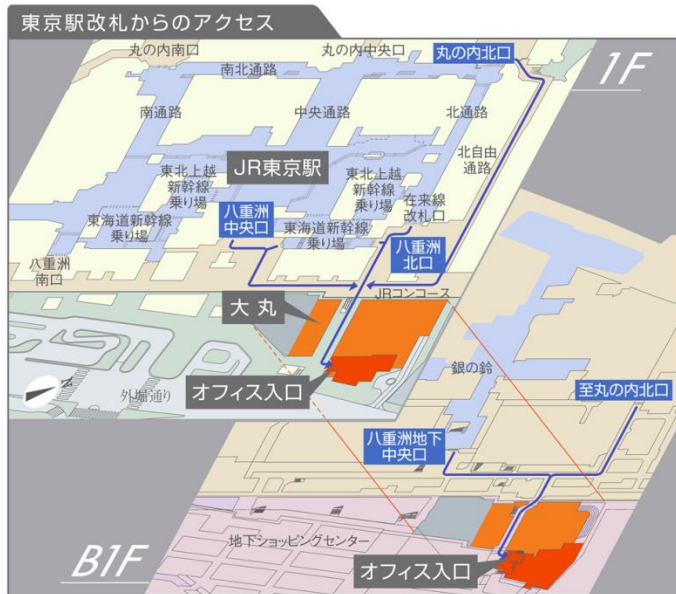 東京駅改札からのアクセス
1F
丸の内南口
丸の内中央口
丸の内北口
南北通路
南通路
中央通路
北通路
北自由
通路
JR東京駅
東北上越
新幹線
乗り場
東北上越
新幹線
乗り場
在来線
改札口
八重洲
中央口
東海道新幹線
乗り場
東海道新幹線
乗り場
八重洲
北口
八重洲
南口
JRコンコース
大丸
銀の鈴
N
外堀通り
オフィス入口
至丸の内北口
八重洲地下
中央口
地下ショッピングセンター
オフィス入口
B1F